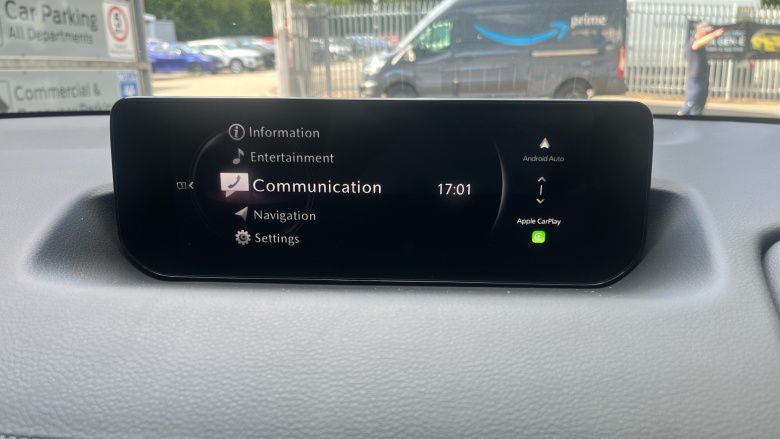 Car Parking
All Departments
5
Commercial &
prime
Information
Entertainment
Communication
Navigation
Settings
17:01
Android Auto
Apple CarPlay